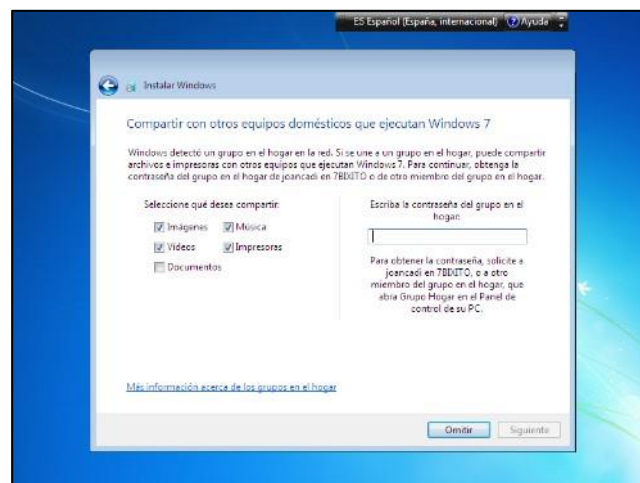 ES Español (España, internacional) Ayuda
Instalar Windows
Compartir con otros equipos domésticos que ejecutan Windows 7
Windows detectó un grupo en el hogar en la red. Si se une a un grupo en el hogar, puede compartir
archivos e impresoras con otros equipos que ejecutan Windows 7. Para continuar, obtenga la
contraseña del grupo en el hogar de joancadi en 7BIXITO o de otro miembro del grupo en el hogar.
Seleccione qué desea compartir:
Imágenes Música
Vídeos Impresoras
Documentos
Escriba la contraseña del grupo en el
hogar:
Para obtener la contraseña, solicite a
joancadi en 7BIXITO, o a otro
miembro del grupo en el hogar, que
abra Grupo Hogar en el Panel de
control de su PC.
Más información acerca de los grupos en el hogar
Omitir Siguiente